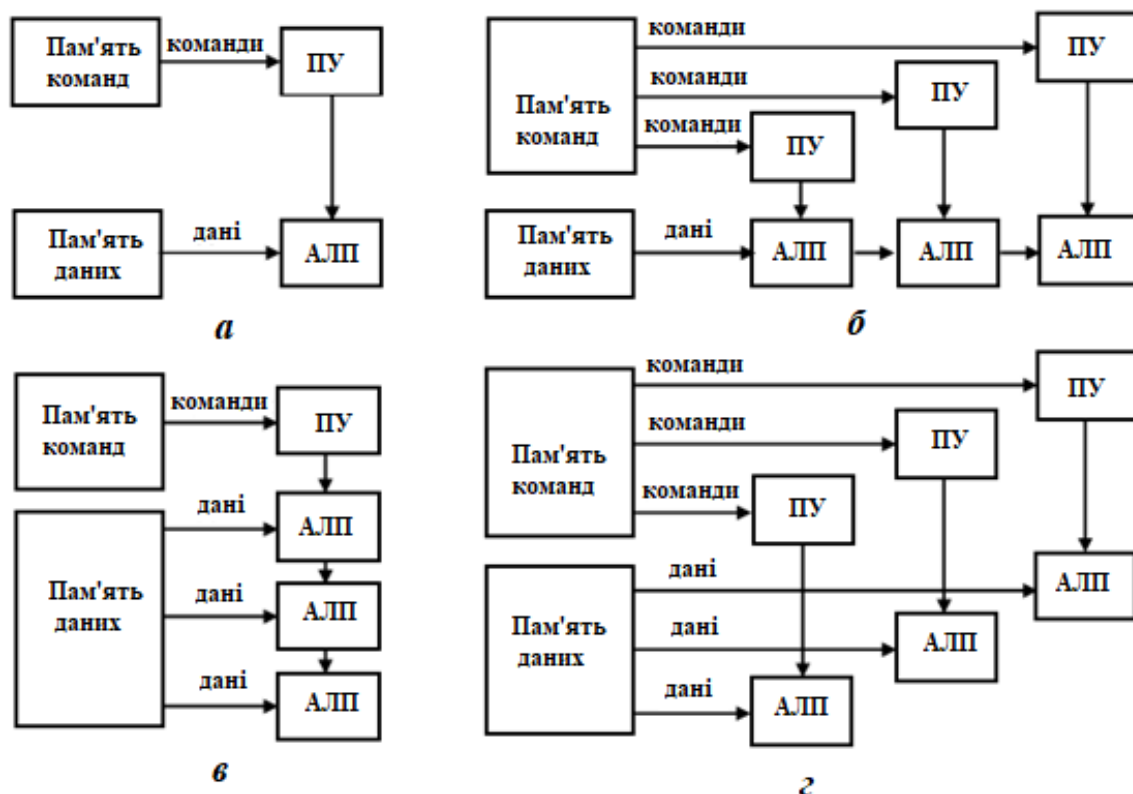 Пам'ять
команд
команди
ПУ
Пам'ять
даних
дані
АЛП
а
Пам'ять
команд
команди
команди
команди
ПУ
ПУ
ПУ
Пам'ять
даних
дані
АЛП
АЛП
АЛП
б
Пам'ять
команд
команди
ПУ
Пам'ять
даних
дані
АЛП
дані
АЛП
дані
АЛП
в
Пам'ять
команд
команди
ПУ
команди
ПУ
команди
ПУ
Пам'ять
даних
дані
АЛП
дані
АЛП
дані
АЛП
г